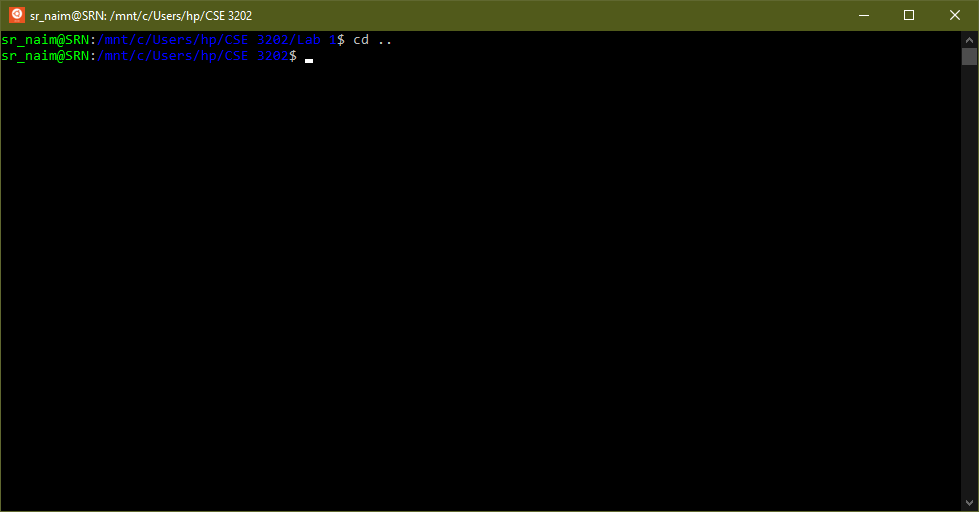 sr_naim@SRN: /mnt/c/Users/hp/CSE 3202
sr_naim@SRN:/mnt/c/Users/hp/CSE 3202/Lab 1$ cd ..
sr_naim@SRN:/mnt/c/Users/hp/CSE 3202$